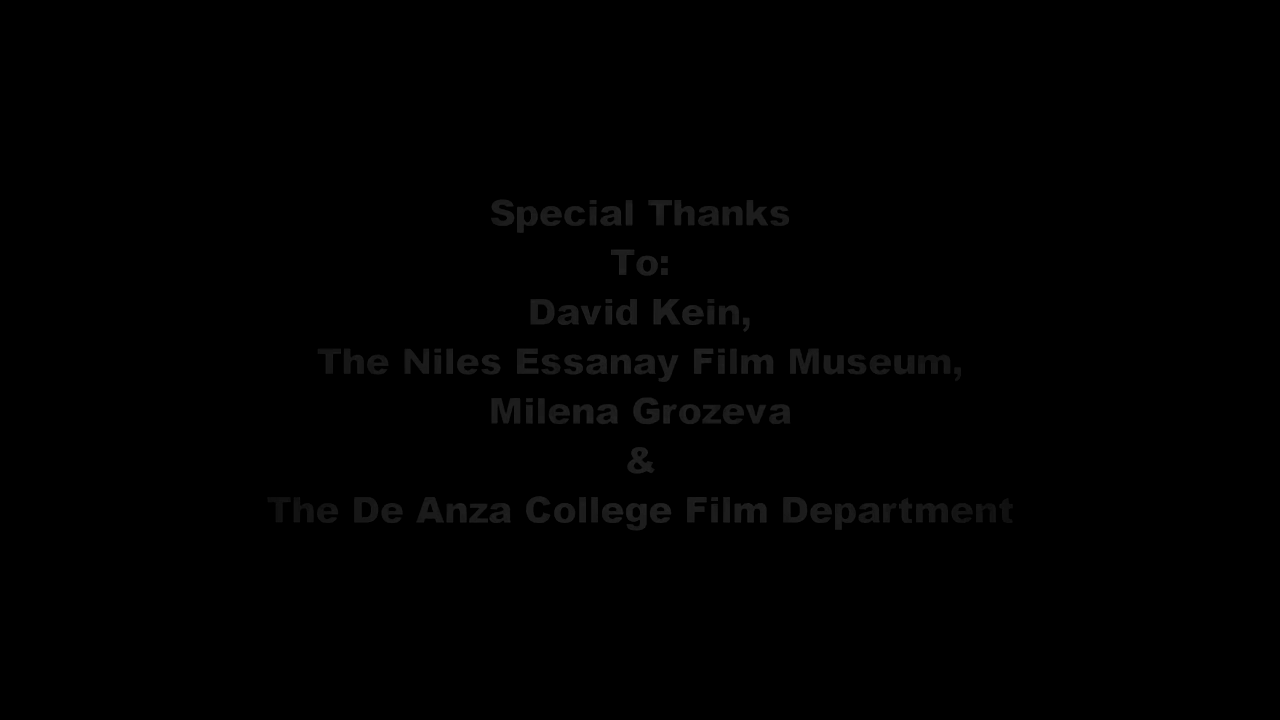 Special Thanks
To:
David Kein,
The Niles Essanay Film Museum,
Milena Grozeva
&
The De Anza College Film Department